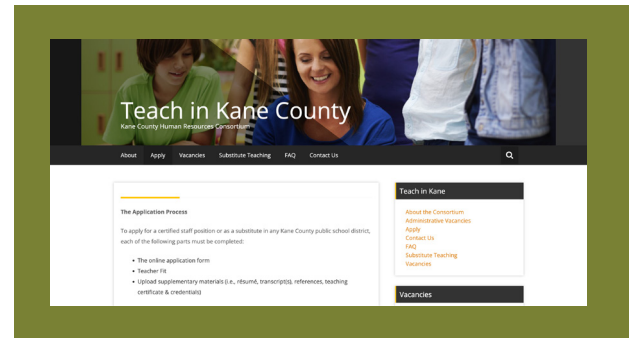 Teach in Kane County
Kane County Human Resources Consortium
About Apply Vacancies Substitute Teaching FAQ Contact Us
The Application Process
To apply for a certified staff position or as a substitute in any Kane County public school district,
each of the following parts must be completed:
• The online application form
• Teacher Fit
• Upload supplementary materials (i.e., résumé, transcript(s), references, teaching
certificate & credentials)
Teach in Kane
About the Consortium
Administrative Vacancies
Apply
Contact Us
FAQ
Substitute Teaching
Vacancies
Vacancies